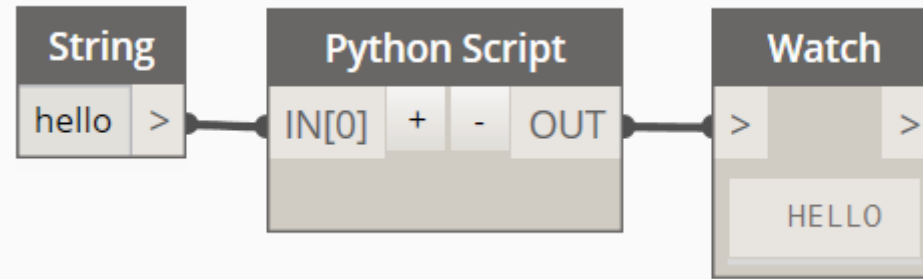 String
hello >
Python Script
IN[0] + - OUT
Watch
> >
HELLO